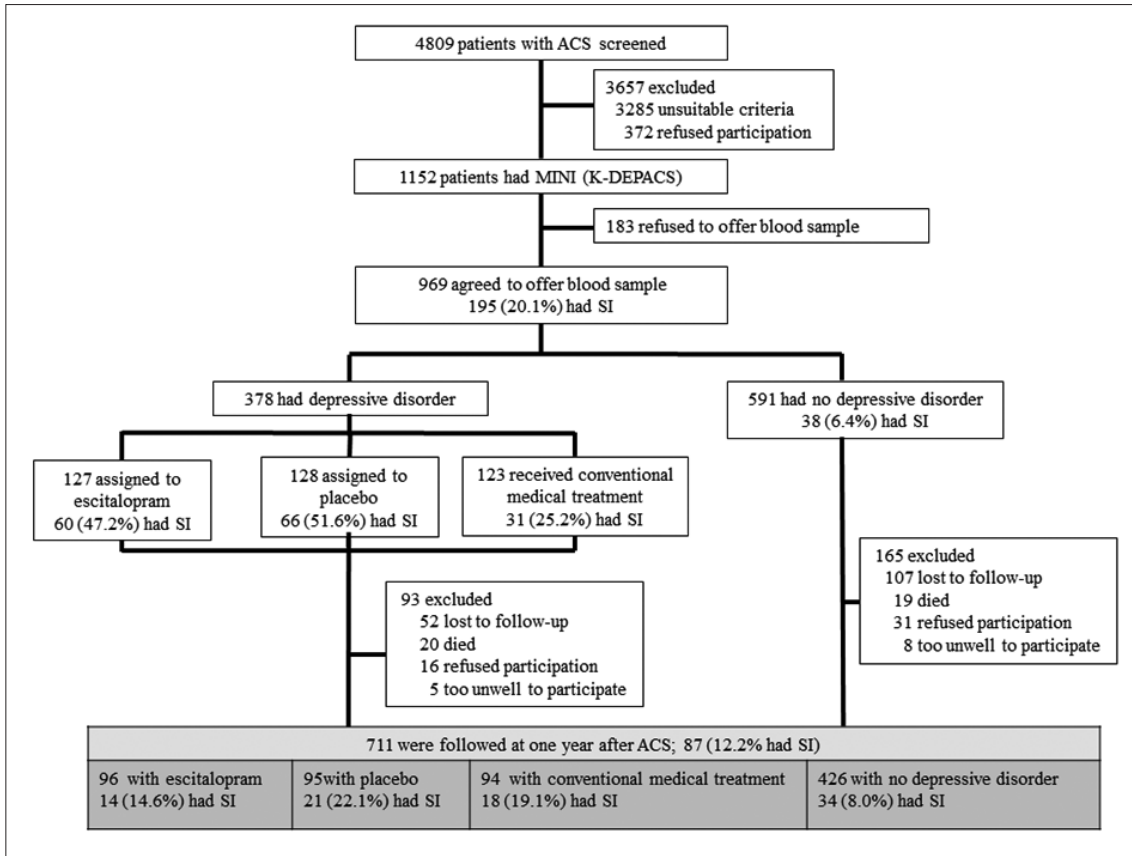 4809 patients with ACS screened
3657 excluded
3285 unsuitable criteria
372 refused participation
1152 patients had MINI (K-DEPACS)
183 refused to offer blood sample
969 agreed to offer blood sample
195 (20.1%) had SI
378 had depressive disorder
591 had no depressive disorder
38 (6.4%) had SI
127 assigned to
escitalopram
60 (47.2%) had SI
128 assigned to
placebo
66 (51.6%) had SI
123 received conventional
medical treatment
31 (25.2%) had SI
93 excluded
52 lost to follow-up
20 died
16 refused participation
5 too unwell to participate
165 excluded
107 lost to follow-up
19 died
31 refused participation
8 too unwell to participate
711 were followed at one year after ACS; 87 (12.2% had SI)
96 with escitalopram
14 (14.6%) had SI
95with placebo
21 (22.1%) had SI
94 with conventional medical treatment
18 (19.1%) had SI
426 with no depressive disorder
34 (8.0%) had SI